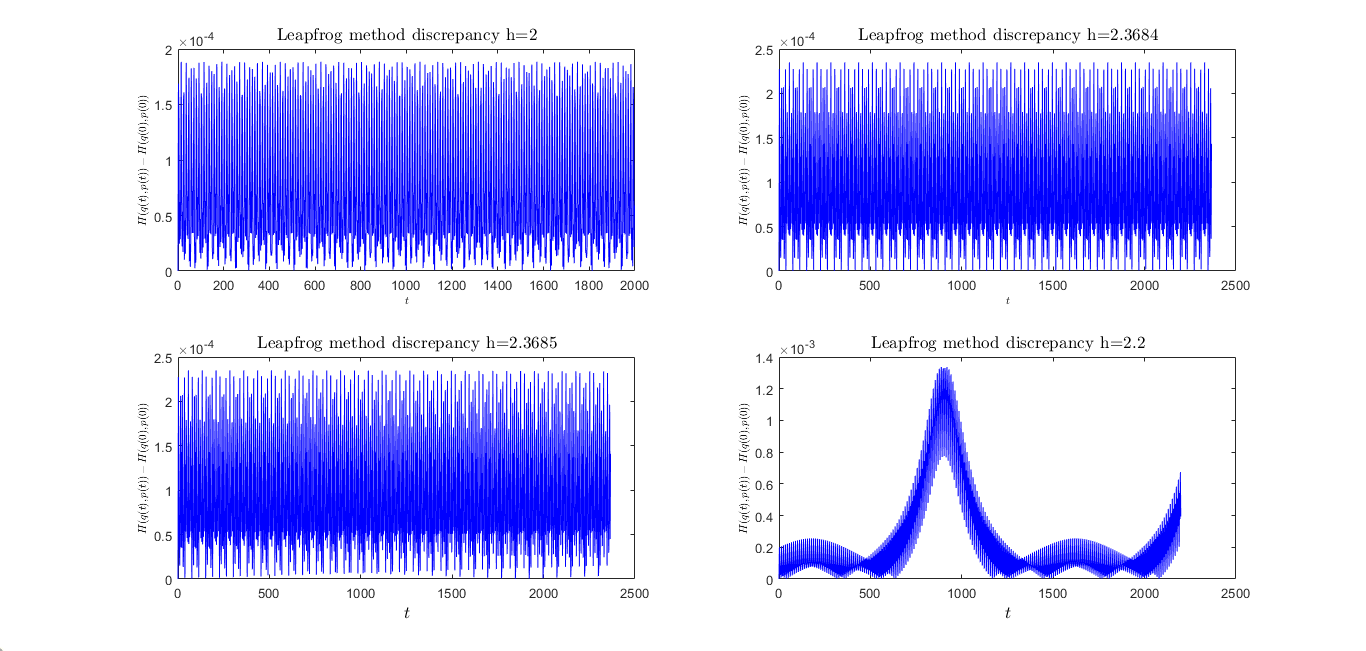 Leapfrog method discrepancy h=2
×10⁻⁴
2
1.5
1
0.5
0
H(q(t), p(t)) − H(q(0), p(0))
0 200 400 600 800 1000 1200 1400 1600 1800 2000
t
Leapfrog method discrepancy h=2.3684
×10⁻⁴
2.5
2
1.5
1
0.5
0
H(q(t), p(t)) − H(q(0), p(0))
0 500 1000 1500 2000 2500
t
Leapfrog method discrepancy h=2.3685
×10⁻⁴
2.5
2
1.5
1
0.5
0
H(q(t), p(t)) − H(q(0), p(0))
0 500 1000 1500 2000 2500
t
Leapfrog method discrepancy h=2.2
×10⁻³
1.4
1.2
1
0.8
0.6
0.4
0.2
0
H(q(t), p(t)) − H(q(0), p(0))
0 500 1000 1500 2000 2500
t